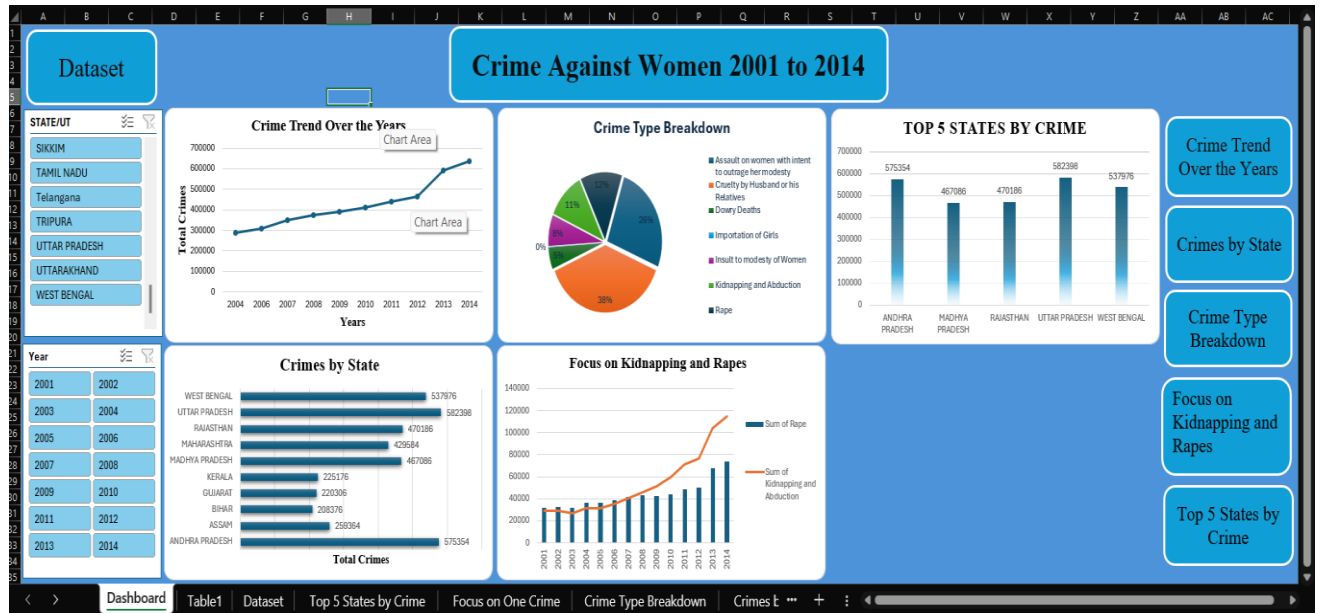 A B C D E F G H I J K L M N O P Q R S T U V W X Y Z AA AB AC
Dataset
Crime Against Women 2001 to 2014
STATE/UT
SIKKIM
TAMIL NADU
Telangana
TRIPURA
UTTAR PRADESH
UTTARAKHAND
WEST BENGAL
Year
2001 2002
2003 2004
2005 2006
2007 2008
2009 2010
2011 2012
2013 2014
Crime Trend Over the Years
Chart Area
Chart Area
Total Crimes
700000
600000
500000
400000
300000
200000
100000
0
2004 2006 2007 2008 2009 2010 2011 2012 2013 2014
Years
Crime Type Breakdown
12%
26%
11%
8%
0%
5%
38%
Assault on women with intent
to outrage her modesty
Cruelty by Husband or his
Relatives
Dowry Deaths
Importation of Girls
Insult to modesty of Women
Kidnapping and Abduction
Rape
TOP 5 STATES BY CRIME
700000
600000
500000
400000
300000
200000
100000
0
575354
467086
470186
582398
537976
ANDHRA
PRADESH
MADHYA
PRADESH
RAJASTHAN
UTTAR PRADESH
WEST BENGAL
Crimes by State
WEST BENGAL 537976
UTTAR PRADESH 582398
RAJASTHAN 470186
MAHARASHTRA 429584
MADHYA PRADESH 467086
KERALA 225176
GUJARAT 220306
BIHAR 208376
ASSAM 259364
ANDHRA PRADESH 575354
Total Crimes
Focus on Kidnapping and Rapes
140000
120000
100000
80000
60000
40000
20000
0
2001 2002 2003 2004 2005 2006 2007 2008 2009 2010 2011 2012 2013 2014
Sum of Rape
Sum of
Kidnapping and
Abduction
Crime Trend
Over the Years
Crimes by State
Crime Type
Breakdown
Focus on
Kidnapping and
Rapes
Top 5 States by
Crime
Dashboard Table1 Dataset Top 5 States by Crime Focus on One Crime Crime Type Breakdown Crimes b ···